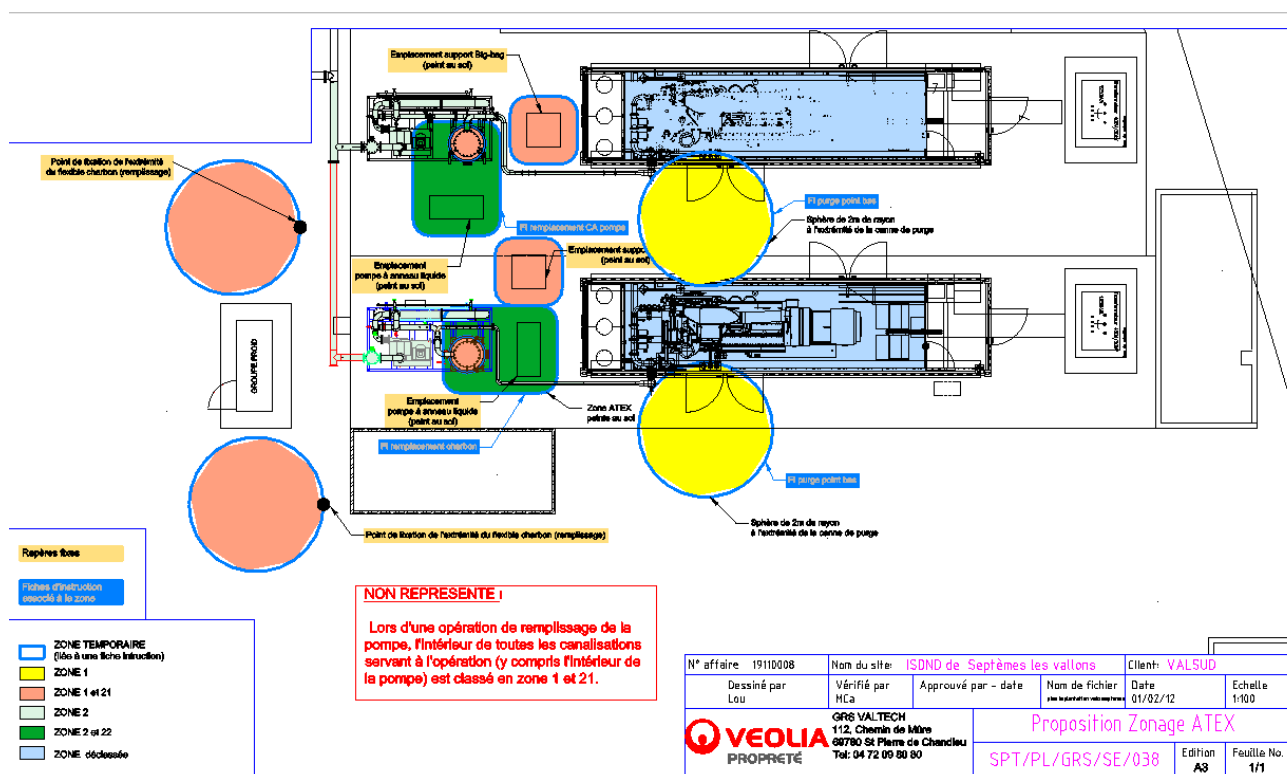 Emplacement support Big-bag
(peint au sol)
Point de fixation de l'extrémité
du flexible charbon (remplissage)
FI purge point bas
Sphère de 2m de rayon
à l'extrémité de la canne de purge
FI remplacement CA pompe
Emplacement
pompe à anneau liquide
(peint au sol)
Emplacement suppo
(peint au sol)
GROUPE FROID
Emplacement
pompe à anneau liquide
(peint au sol)
Zone ATEX
peinte au sol
FI remplacement charbon
FI purge point bas
Sphère de 2m de rayon
à l'extrémité de la canne de purge
Point de fixation de l'extrémité du flexible charbon (remplissage)
Repères fixes
Fiches d'instruction
associé à la zone
ZONE TEMPORAIRE
(liée à une fiche intruction)
ZONE 1
ZONE 1 et 21
ZONE 2
ZONE 2 et 22
ZONE déclassée
NON REPRESENTE :
Lors d'une opération de remplissage de la
pompe, l'intérieur de toutes les canalisations
servant à l'opération (y compris l'intérieur de
la pompe) est classé en zone 1 et 21.
N° affaire 19110008 Nom du site: ISDND de Septèmes les vallons Client: VALSUD
Dessiné par Lou Vérifié par MCa Approuvé par - date Nom de fichier Date 01/02/12 Echelle 1:100
VEOLIA
PROPRETÉ
GRS VALTECH
112, Chemin de Mûre
69780 St Pierre de Chandieu
Tel: 04 72 09 80 80
Proposition Zonage ATEX
SPT/PL/GRS/SE/038 Edition A3 Feuille No. 1/1